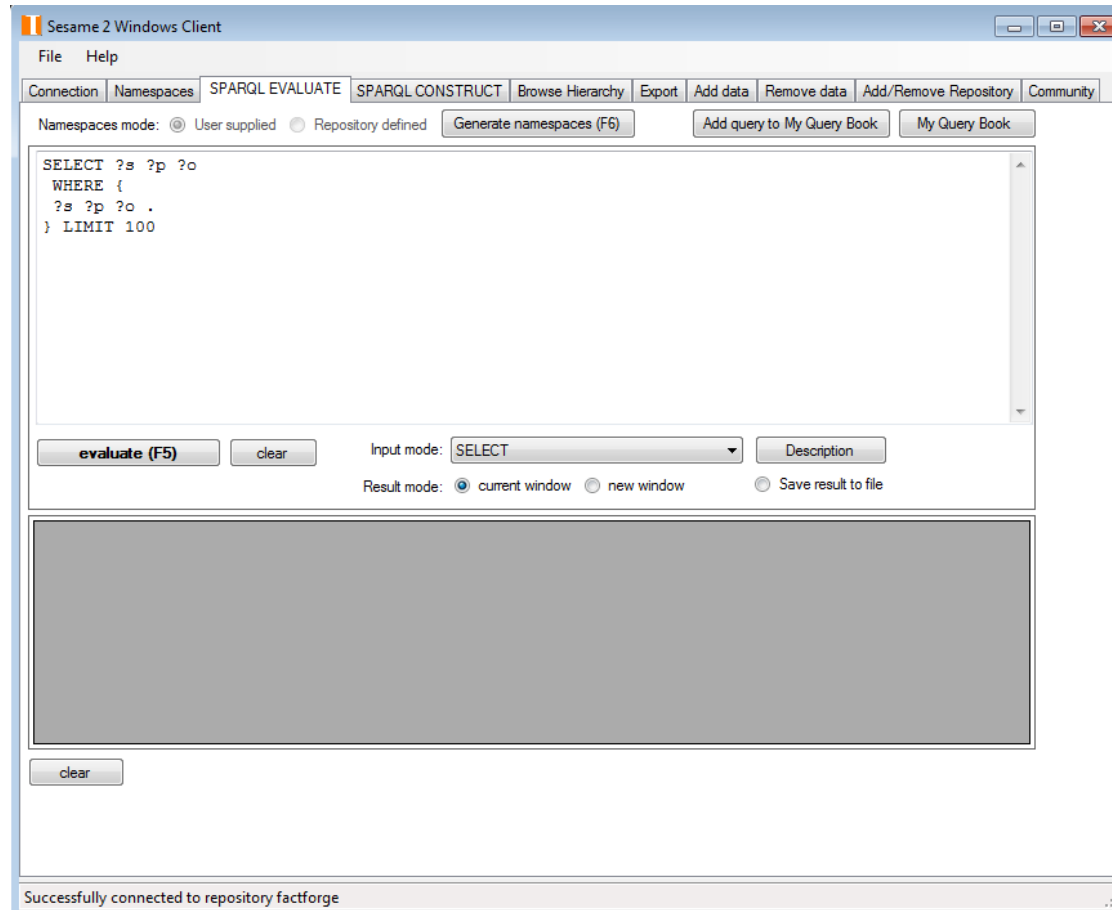 Sesame 2 Windows Client
File Help
Connection Namespaces SPARQL EVALUATE SPARQL CONSTRUCT Browse Hierarchy Export Add data Remove data Add/Remove Repository Community
Namespaces mode: User supplied Repository defined Generate namespaces (F6) Add query to My Query Book My Query Book
SELECT ?s ?p ?o
WHERE {
?s ?p ?o .
} LIMIT 100
evaluate (F5) clear Input mode: SELECT Description
Result mode: current window new window Save result to file
clear
Successfully connected to repository factforge